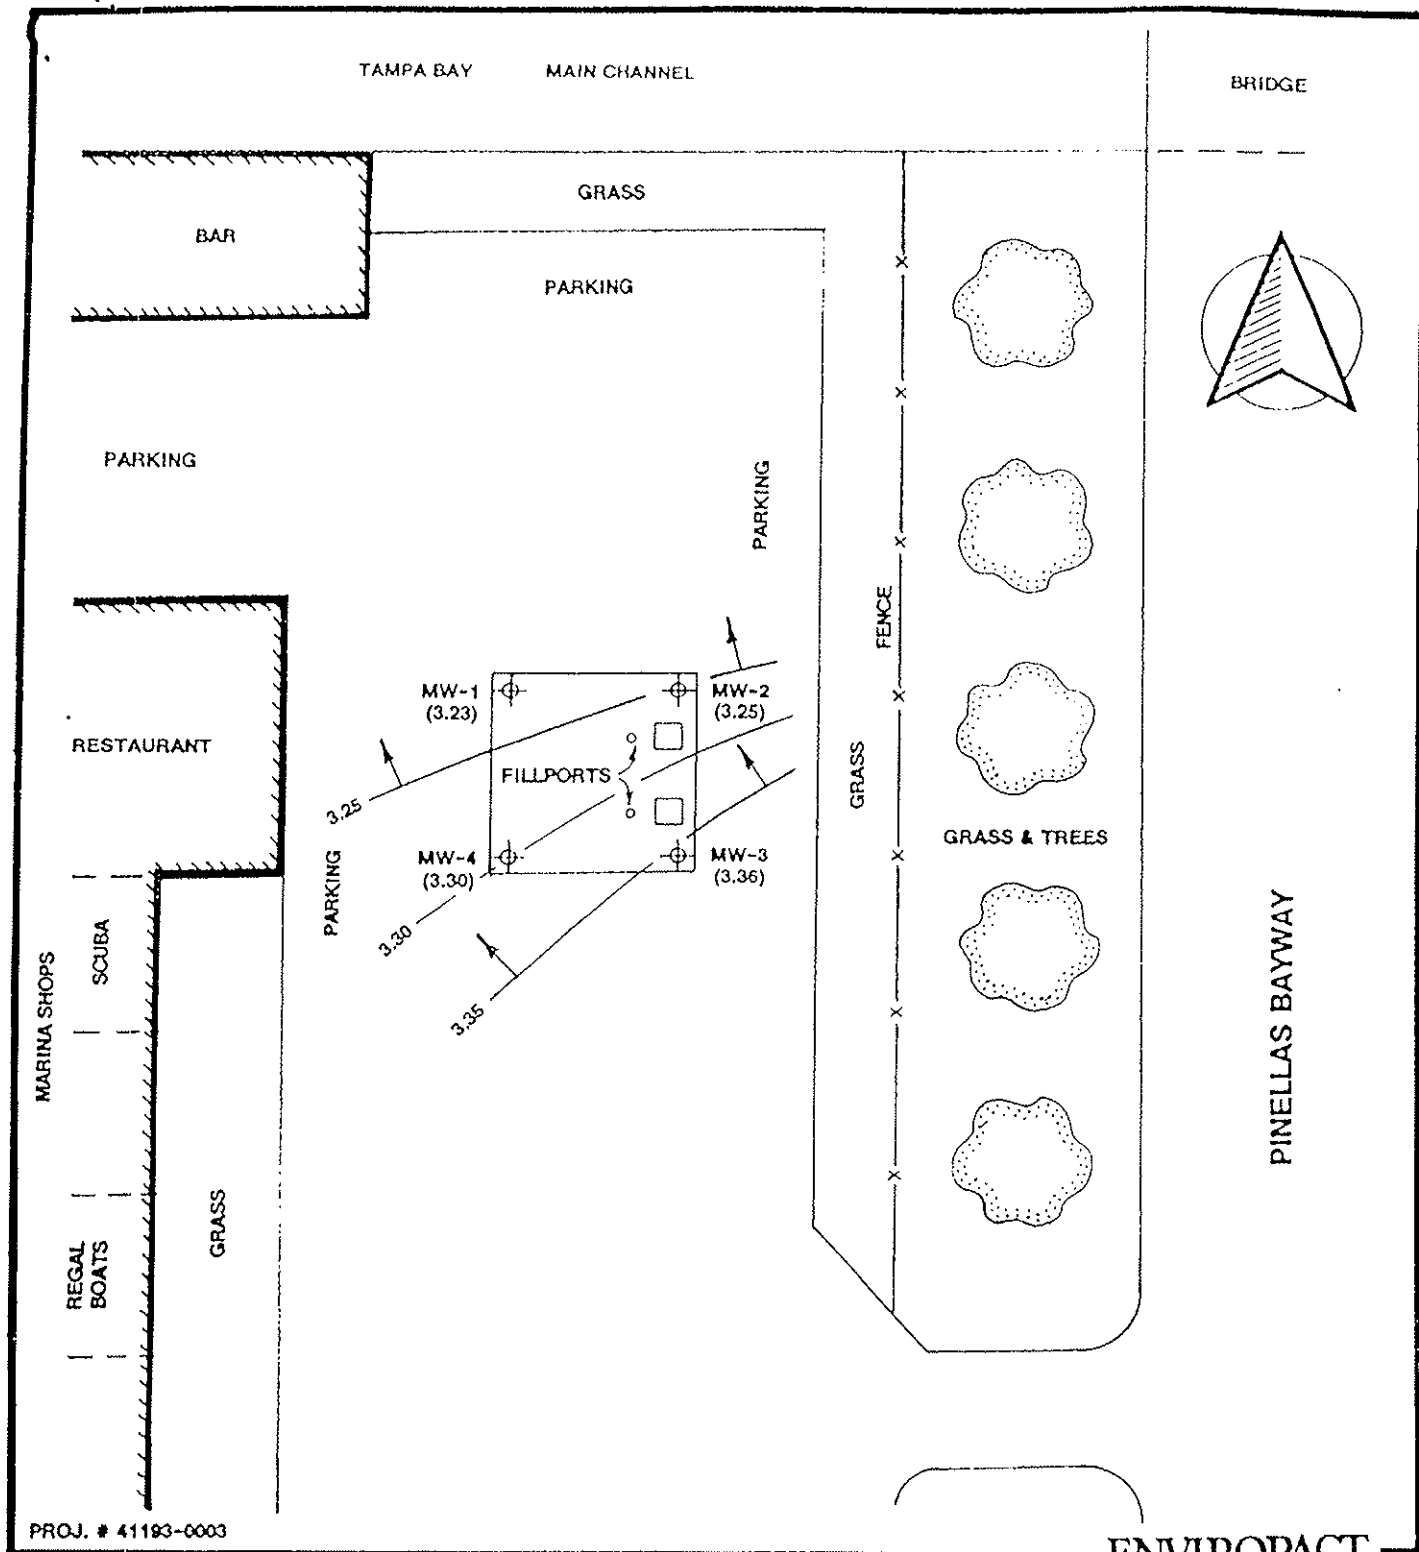 TAMPA BAY MAIN CHANNEL
BRIDGE
GRASS
BAR
PARKING
PARKING
PARKING
FENCE
MW-1
(3.23)
MW-2
(3.25)
RESTAURANT
FILLPORTS
GRASS
3.25
GRASS & TREES
MW-4
(3.30)
MW-3
(3.36)
PARKING
3.30
3.35
SCUBA
MARINA SHOPS
PINELLAS BAYWAY
GRASS
REGAL
BOATS
PROJ. # 41193-0003
ENVIROPACT